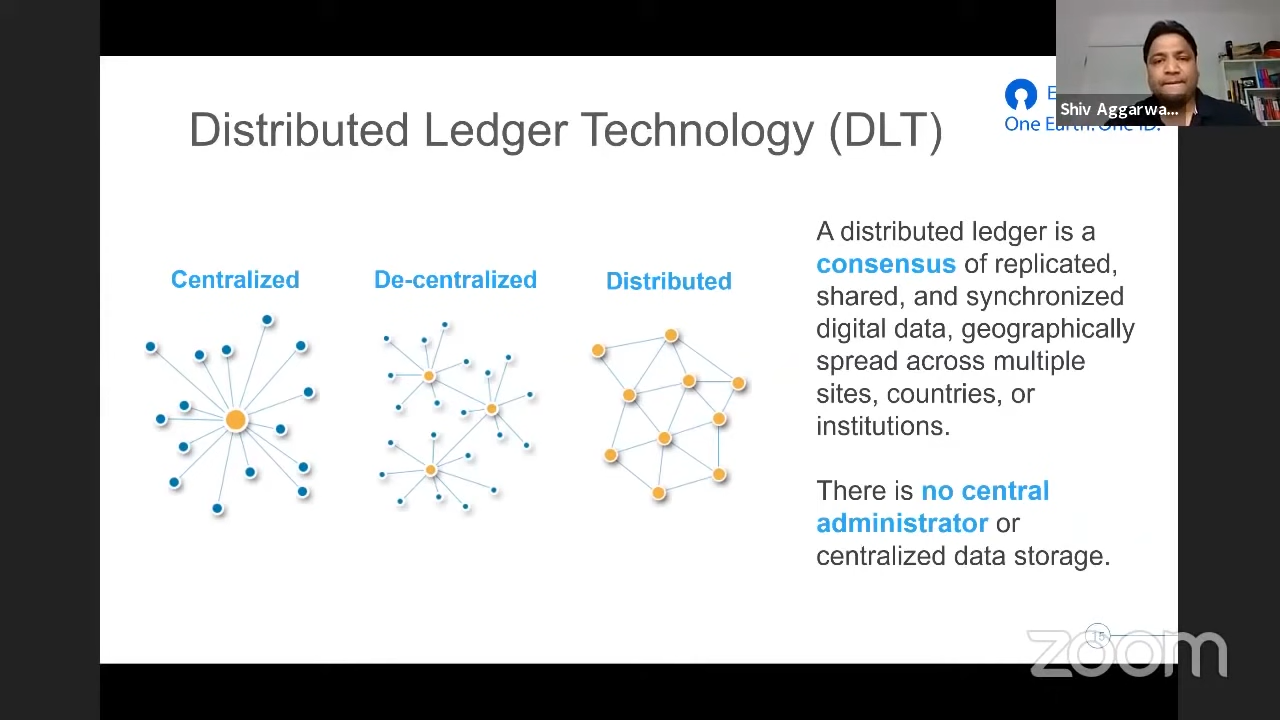 Distributed Ledger Technology (DLT)
E
One Earth. One ID.
Shiv Aggarwa...
Centralized
De-centralized
Distributed
A distributed ledger is a
consensus of replicated,
shared, and synchronized
digital data, geographically
spread across multiple
sites, countries, or
institutions.
There is no central
administrator or
centralized data storage.
15
zoom